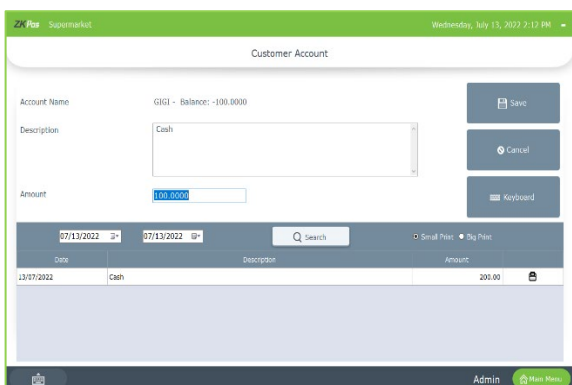 ZKPos Supermarket Wednesday, July 13, 2022 2:12 PM
Customer Account
Account Name GIGI - Balance: -100.0000
Save
Description Cash
Cancel
Amount 100.0000
Keyboard
07/13/2022 07/13/2022 Search Small Print Big Print
Date Description Amount
13/07/2022 Cash 200.00
Admin Main Menu